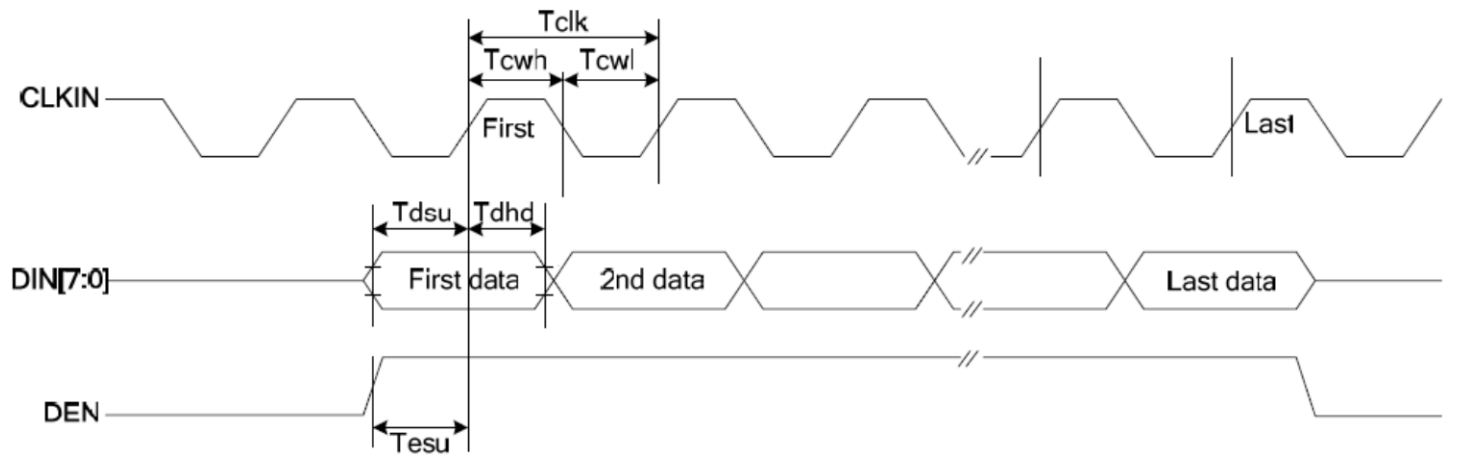 Tclk
Tcwh Tcwl
CLKIN
First
Last
Tdsu Tdhd
DIN[7:0]
First data
2nd data
Last data
DEN
Tesu